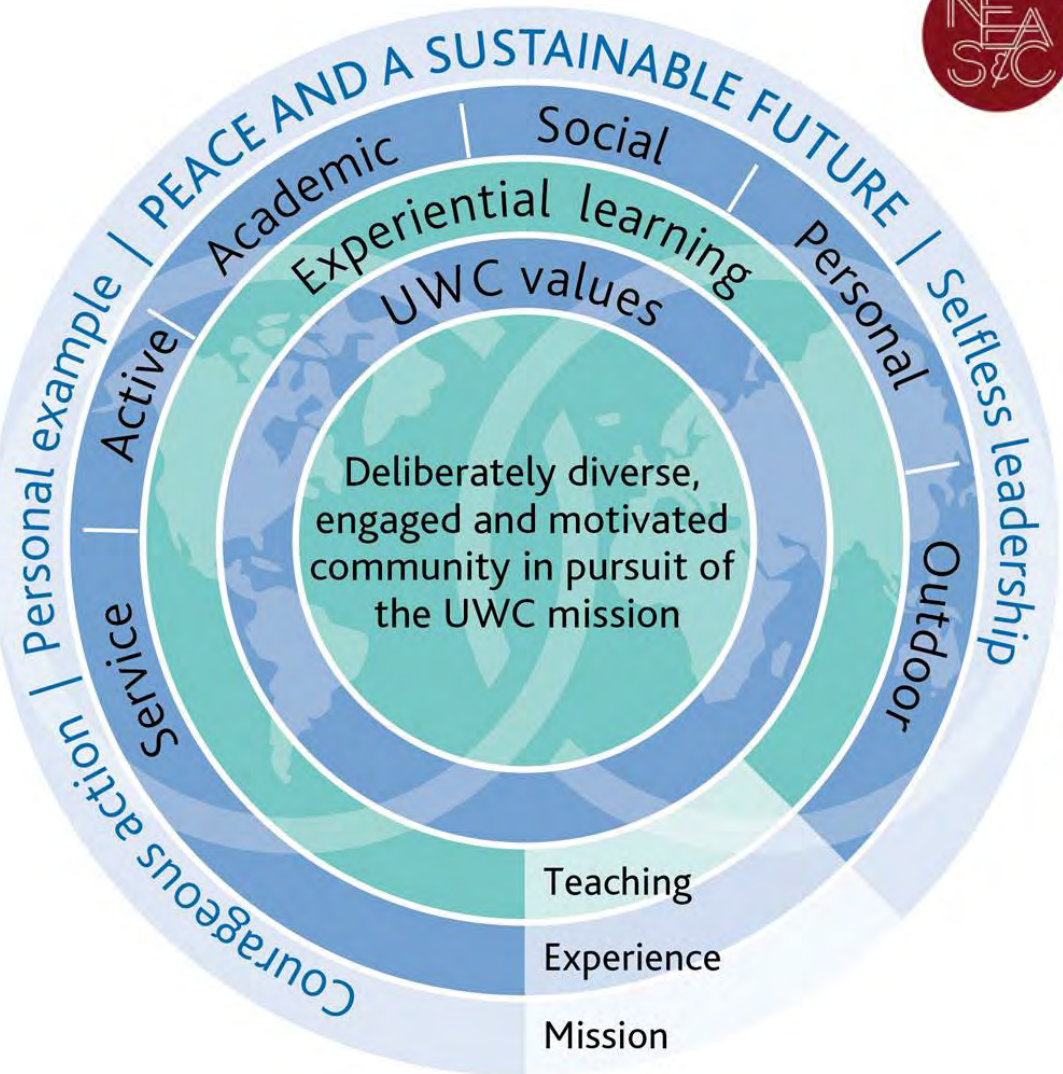 NEA
S&C
Courageous action | Personal example | PEACE AND A SUSTAINABLE FUTURE | Selfless leadership
Service
Active
Academic
Social
Personal
Outdoor
Experiential learning
UWC values
Deliberately diverse,
engaged and motivated
community in pursuit of
the UWC mission
Teaching
Experience
Mission